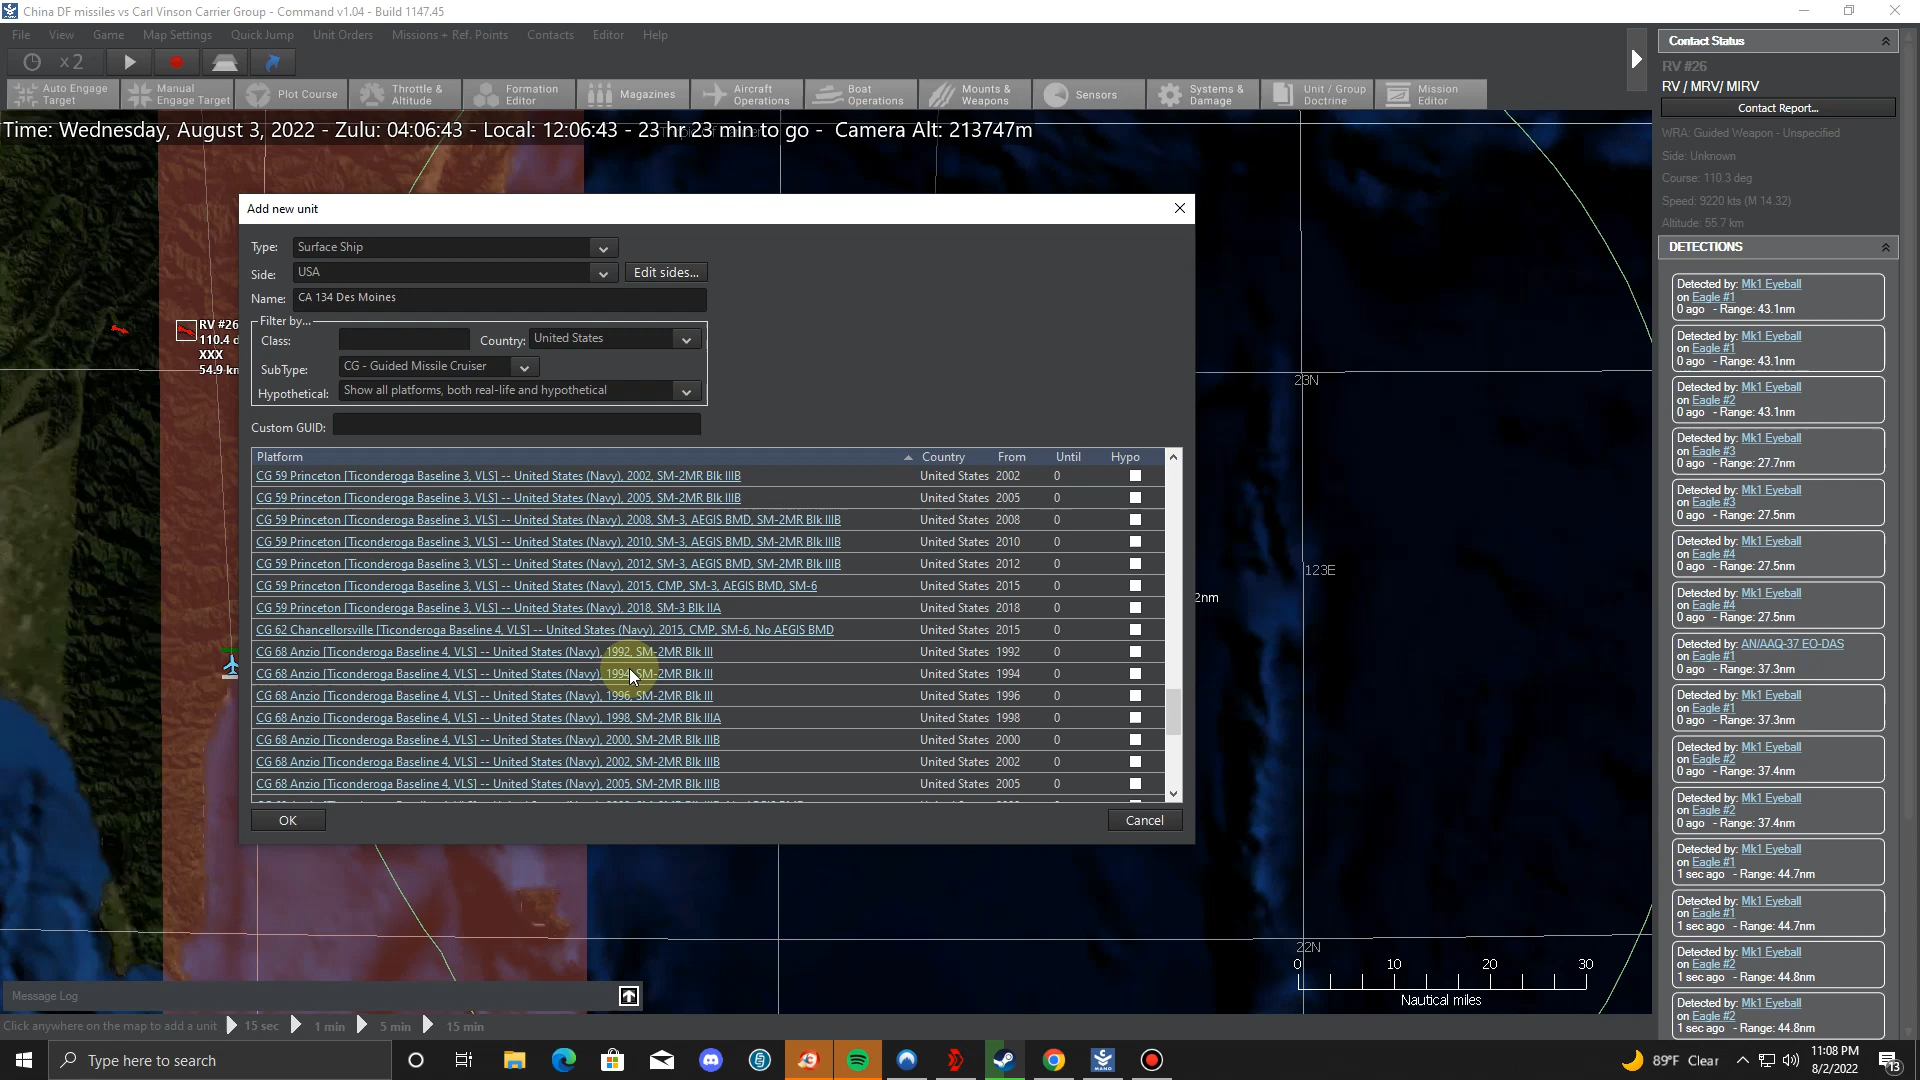 China DF missiles vs Carl Vinson Carrier Group - Command v1.04 - Build 1147.45
File View Game Map Settings Quick Jump Unit Orders Missions + Ref. Points Contacts Editor Help
x 2
Auto Engage Target
Manual Engage Target
Plot Course
Throttle & Altitude
Formation Editor
Magazines
Aircraft Operations
Boat Operations
Mounts & Weapons
Sensors
Systems & Damage
Unit / Group Doctrine
Mission Editor
Time: Wednesday, August 3, 2022 - Zulu: 04:06:43 - Local: 12:06:43 - 23 hr 23 min to go - Camera Alt: 213747m
Add new unit
Type: Surface Ship
Side: USA Edit sides...
Name: CA 134 Des Moines
Filter by...
Class: Country: United States
SubType: CG - Guided Missile Cruiser
Hypothetical: Show all platforms, both real-life and hypothetical
Custom GUID:
Platform Country From Until Hypo
CG 59 Princeton [Ticonderoga Baseline 3, VLS] -- United States (Navy), 2002, SM-2MR Blk IIIB United States 2002 0
CG 59 Princeton [Ticonderoga Baseline 3, VLS] -- United States (Navy), 2005, SM-2MR Blk IIIB United States 2005 0
CG 59 Princeton [Ticonderoga Baseline 3, VLS] -- United States (Navy), 2008, SM-3, AEGIS BMD, SM-2MR Blk IIIB United States 2008 0
CG 59 Princeton [Ticonderoga Baseline 3, VLS] -- United States (Navy), 2010, SM-3, AEGIS BMD, SM-2MR Blk IIIB United States 2010 0
CG 59 Princeton [Ticonderoga Baseline 3, VLS] -- United States (Navy), 2012, SM-3, AEGIS BMD, SM-2MR Blk IIIB United States 2012 0
CG 59 Princeton [Ticonderoga Baseline 3, VLS] -- United States (Navy), 2015, CMP, SM-3, AEGIS BMD, SM-6 United States 2015 0
CG 59 Princeton [Ticonderoga Baseline 3, VLS] -- United States (Navy), 2018, SM-3 Blk IIA United States 2018 0
CG 62 Chancellorsville [Ticonderoga Baseline 4, VLS] -- United States (Navy), 2015, CMP, SM-6, No AEGIS BMD United States 2015 0
CG 68 Anzio [Ticonderoga Baseline 4, VLS] -- United States (Navy), 1992, SM-2MR Blk III United States 1992 0
CG 68 Anzio [Ticonderoga Baseline 4, VLS] -- United States (Navy), 1994, SM-2MR Blk III United States 1994 0
CG 68 Anzio [Ticonderoga Baseline 4, VLS] -- United States (Navy), 1996, SM-2MR Blk III United States 1996 0
CG 68 Anzio [Ticonderoga Baseline 4, VLS] -- United States (Navy), 1998, SM-2MR Blk IIIA United States 1998 0
CG 68 Anzio [Ticonderoga Baseline 4, VLS] -- United States (Navy), 2000, SM-2MR Blk IIIB United States 2000 0
CG 68 Anzio [Ticonderoga Baseline 4, VLS] -- United States (Navy), 2002, SM-2MR Blk IIIB United States 2002 0
CG 68 Anzio [Ticonderoga Baseline 4, VLS] -- United States (Navy), 2005, SM-2MR Blk IIIB United States 2005 0
OK Cancel
RV #26
110.4 d
XXX
54.9 kn
23N
123E
2nm
22N
0 10 20 30
Nautical miles
Message Log
Click anywhere on the map to add a unit 15 sec 1 min 5 min 15 min
Contact Status
RV #26
RV / MRV/ MIRV
Contact Report...
WRA: Guided Weapon - Unspecified
Side: Unknown
Course: 110.3 deg
Speed: 9220 kts (M 14.32)
Altitude: 55.7 km
DETECTIONS
Detected by: Mk1 Eyeball
on Eagle #1
0 ago - Range: 43.1nm
Detected by: Mk1 Eyeball
on Eagle #1
0 ago - Range: 43.1nm
Detected by: Mk1 Eyeball
on Eagle #2
0 ago - Range: 43.1nm
Detected by: Mk1 Eyeball
on Eagle #3
0 ago - Range: 27.7nm
Detected by: Mk1 Eyeball
on Eagle #3
0 ago - Range: 27.5nm
Detected by: Mk1 Eyeball
on Eagle #4
0 ago - Range: 27.5nm
Detected by: Mk1 Eyeball
on Eagle #4
0 ago - Range: 27.5nm
Detected by: AN/AAQ-37 EO-DAS
on Eagle #1
0 ago - Range: 37.3nm
Detected by: Mk1 Eyeball
on Eagle #1
0 ago - Range: 37.3nm
Detected by: Mk1 Eyeball
on Eagle #2
0 ago - Range: 37.4nm
Detected by: Mk1 Eyeball
on Eagle #2
0 ago - Range: 37.4nm
Detected by: Mk1 Eyeball
on Eagle #1
1 sec ago - Range: 44.7nm
Detected by: Mk1 Eyeball
on Eagle #1
1 sec ago - Range: 44.7nm
Detected by: Mk1 Eyeball
on Eagle #2
1 sec ago - Range: 44.8nm
Detected by: Mk1 Eyeball
on Eagle #2
1 sec ago - Range: 44.8nm
Type here to search
89°F Clear
11:08 PM
8/2/2022
13